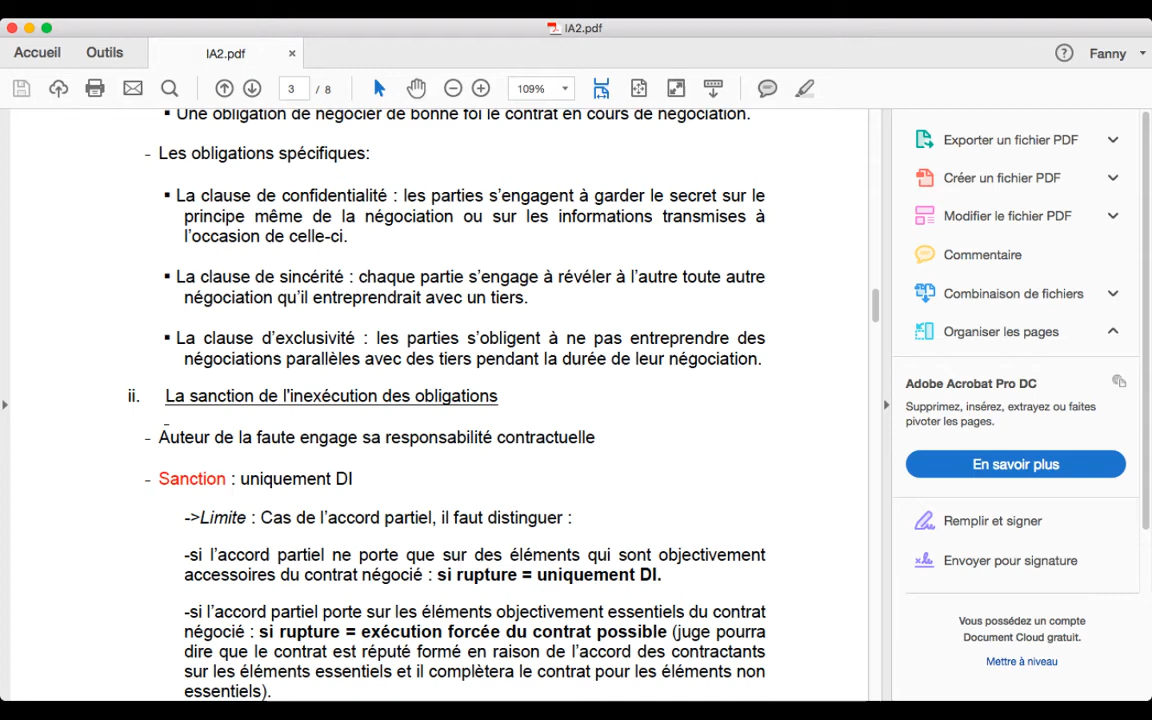 IA2.pdf
Accueil
Outils
IA2.pdf
×
?
Fanny
3 / 8
109%
▪ Une obligation de négocier de bonne foi le contrat en cours de négociation.
- Les obligations spécifiques:
▪ La clause de confidentialité : les parties s’engagent à garder le secret sur le
principe même de la négociation ou sur les informations transmises à
l’occasion de celle-ci.
▪ La clause de sincérité : chaque partie s’engage à révéler à l’autre toute autre
négociation qu’il entreprendrait avec un tiers.
▪ La clause d’exclusivité : les parties s’obligent à ne pas entreprendre des
négociations parallèles avec des tiers pendant la durée de leur négociation.
ii. La sanction de l'inexécution des obligations
-
- Auteur de la faute engage sa responsabilité contractuelle
- Sanction : uniquement DI
->Limite : Cas de l’accord partiel, il faut distinguer :
-si l’accord partiel ne porte que sur des éléments qui sont objectivement
accessoires du contrat négocié : si rupture = uniquement DI.
-si l’accord partiel porte sur les éléments objectivement essentiels du contrat
négocié : si rupture = exécution forcée du contrat possible (juge pourra
dire que le contrat est réputé formé en raison de l’accord des contractants
sur les éléments essentiels et il complètera le contrat pour les éléments non
essentiels).
Exporter un fichier PDF
Créer un fichier PDF
Modifier le fichier PDF
Commentaire
Combinaison de fichiers
Organiser les pages
Adobe Acrobat Pro DC
Supprimez, insérez, extrayez ou faites
pivoter les pages.
En savoir plus
Remplir et signer
Envoyer pour signature
Vous possédez un compte
Document Cloud gratuit.
Mettre à niveau